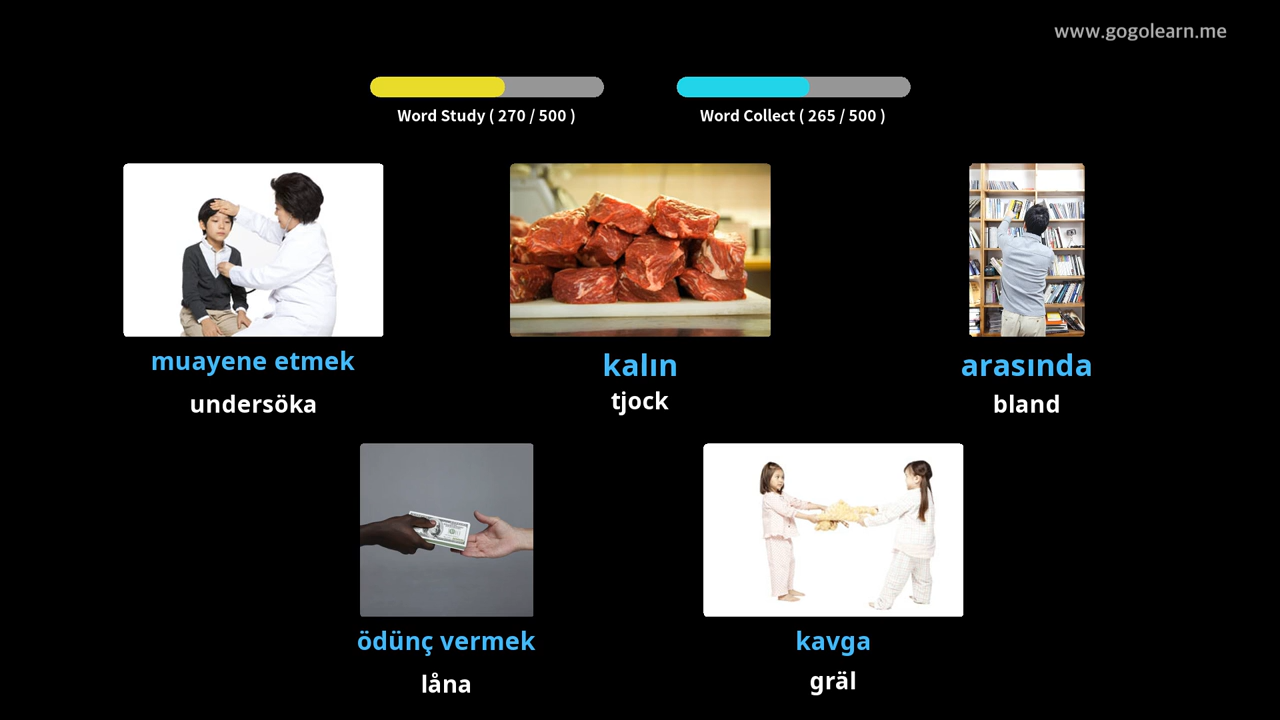 www.gogolearn.me
Word Study ( 270 / 500 )
Word Collect ( 265 / 500 )
muayene etmek
undersöka
kalın
tjock
arasında
bland
ödünç vermek
låna
kavga
gräl